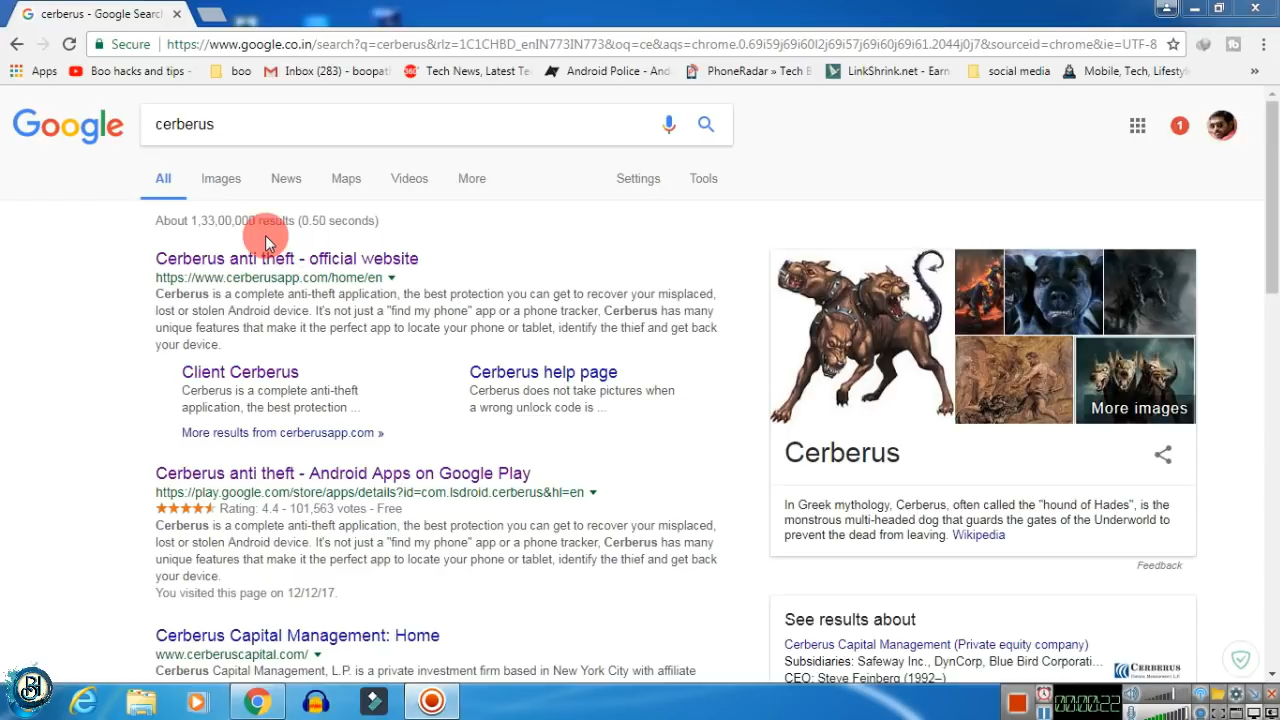 cerberus - Google Searc
Secure
https://www.google.co.in/search?q=cerberus&rlz=1C1CHBD_enIN773IN773&oq=ce&aqs=chrome.0.69i59j69i60l2j69i57j69i60j69i61.2044j0j7&sourceid=chrome&ie=UTF-8
Apps Boo hacks and tips - boo Inbox (283) - boopat Tech News, Latest Te Android Police - And PhoneRadar » Tech B LinkShrink.net - Earn social media Mobile, Tech, Lifesty »
Google
cerberus
1
All Images News Maps Videos More Settings Tools
About 1,33,00,000 results (0.50 seconds)
Cerberus anti theft - official website
https://www.cerberusapp.com/home/en
Cerberus is a complete anti-theft application, the best protection you can get to recover your misplaced,
lost or stolen Android device. It's not just a "find my phone" app or a phone tracker, Cerberus has many
unique features that make it the perfect app to locate your phone or tablet, identify the thief and get back
your device.
Client Cerberus
Cerberus is a complete anti-theft
application, the best protection ...
Cerberus help page
Cerberus does not take pictures when
a wrong unlock code is ...
More results from cerberusapp.com »
Cerberus anti theft - Android Apps on Google Play
https://play.google.com/store/apps/details?id=com.lsdroid.cerberus&hl=en
Rating: 4.4 - 101,563 votes - Free
Cerberus is a complete anti-theft application, the best protection you can get to recover your misplaced,
lost or stolen Android device. It's not just a "find my phone" app or a phone tracker, Cerberus has many
unique features that make it the perfect app to locate your phone or tablet, identify the thief and get back
your device.
You visited this page on 12/12/17.
Cerberus Capital Management: Home
www.cerberuscapital.com/
Cerberus Capital Management, L.P. is a private investment firm based in New York City with affiliate
More images
Cerberus
In Greek mythology, Cerberus, often called the "hound of Hades", is the
monstrous multi-headed dog that guards the gates of the Underworld to
prevent the dead from leaving. Wikipedia
Feedback
See results about
Cerberus Capital Management (Private equity company)
Subsidiaries: Safeway Inc., DynCorp, Blue Bird Corporati...
CEO: Steve Feinberg (1992–)
CERBERUS
00:00:22